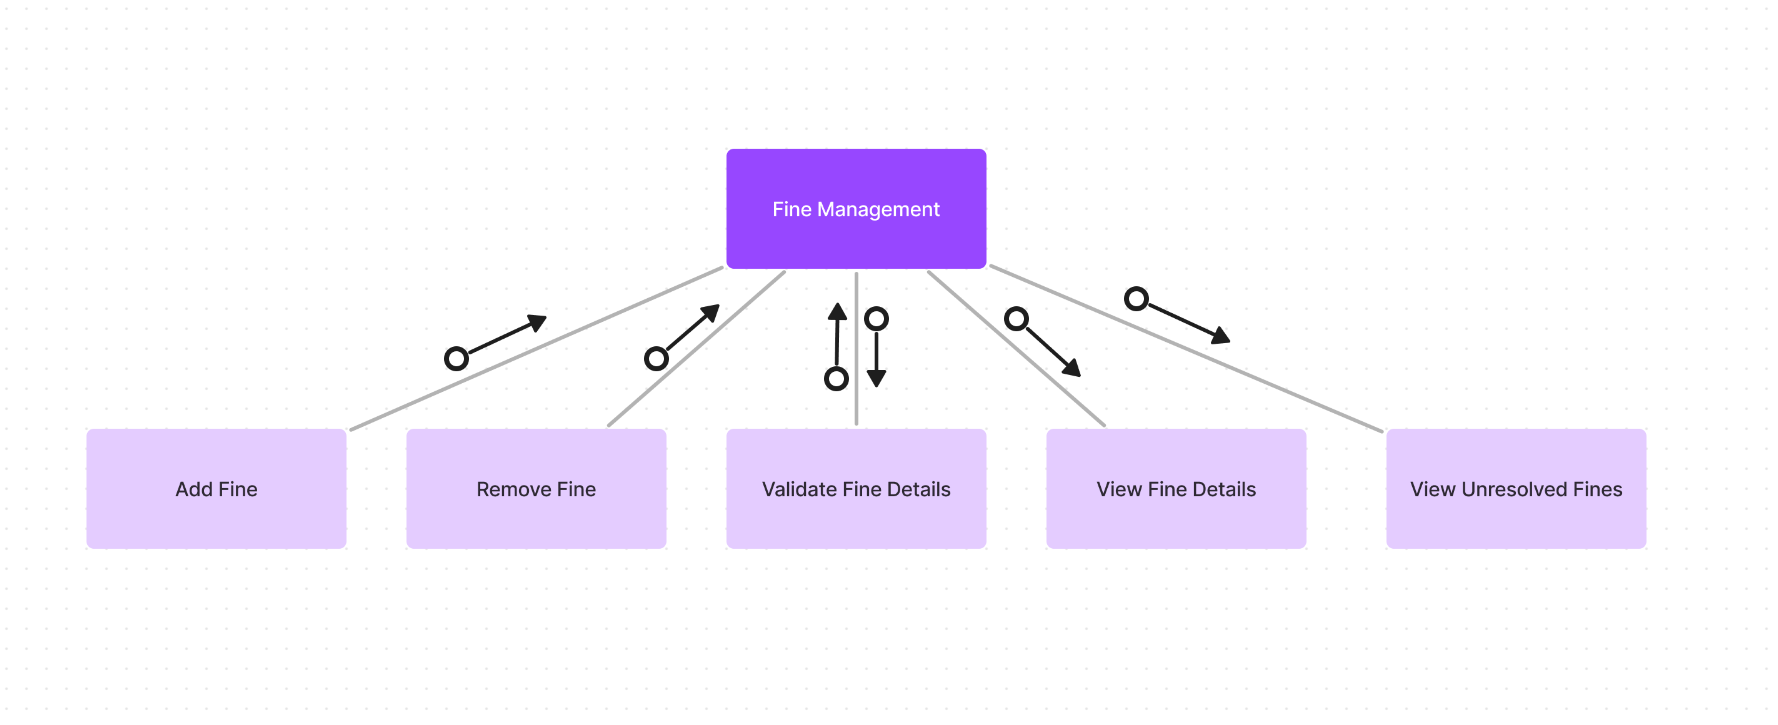 Fine Management
Add Fine
Remove Fine
Validate Fine Details
View Fine Details
View Unresolved Fines